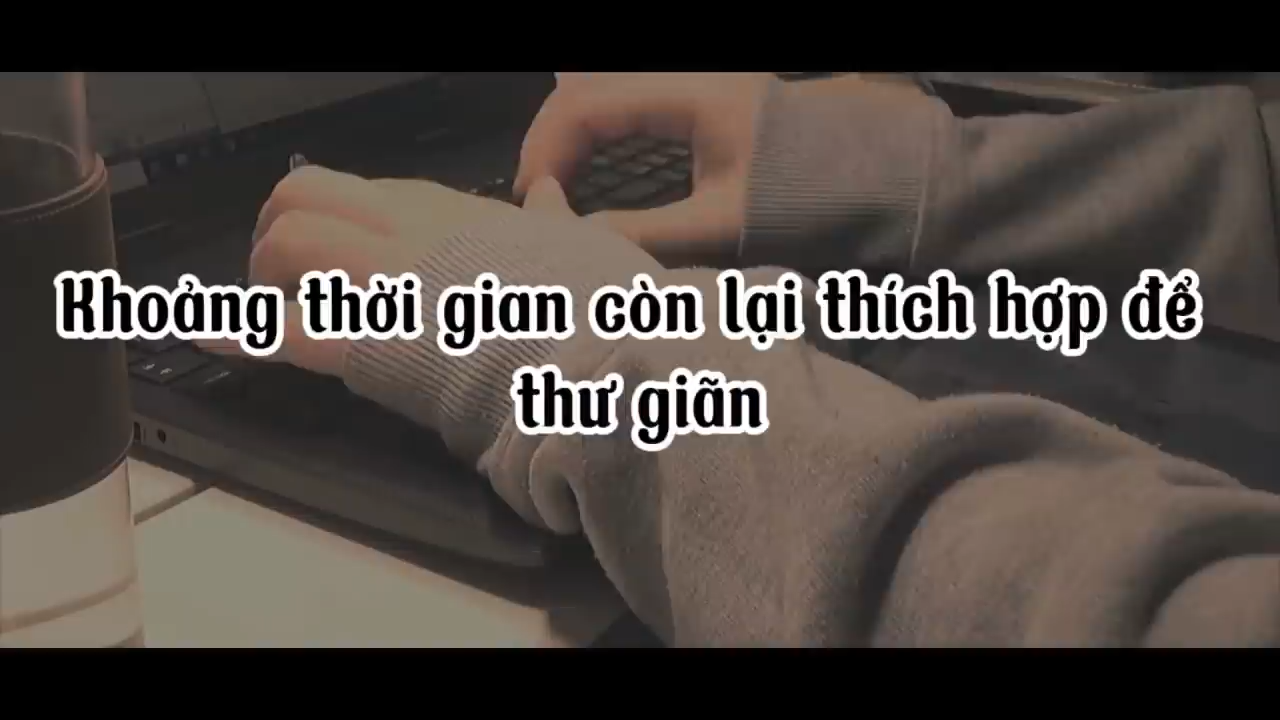 Khoảng thời gian còn lại thích hợp để
thư giãn